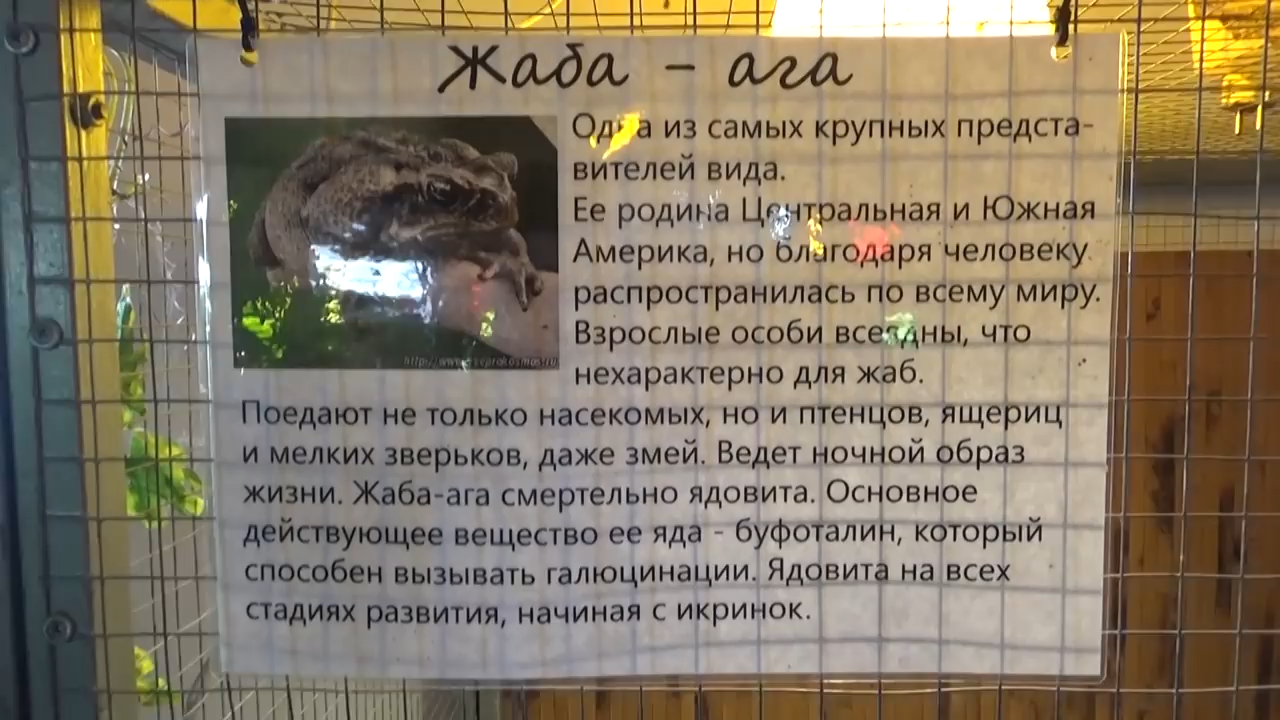 Жаба - ага
Одна из самых крупных предста-
вителей вида.
Ее родина Центральная и Южная
Америка, но благодаря человеку
распространилась по всему миру.
Взрослые особи всеядны, что
нехарактерно для жаб.
Поедают не только насекомых, но и птенцов, ящериц
и мелких зверьков, даже змей. Ведет ночной образ
жизни. Жаба-ага смертельно ядовита. Основное
действующее вещество ее яда - буфоталин, который
способен вызывать галюцинации. Ядовита на всех
стадиях развития, начиная с икринок.